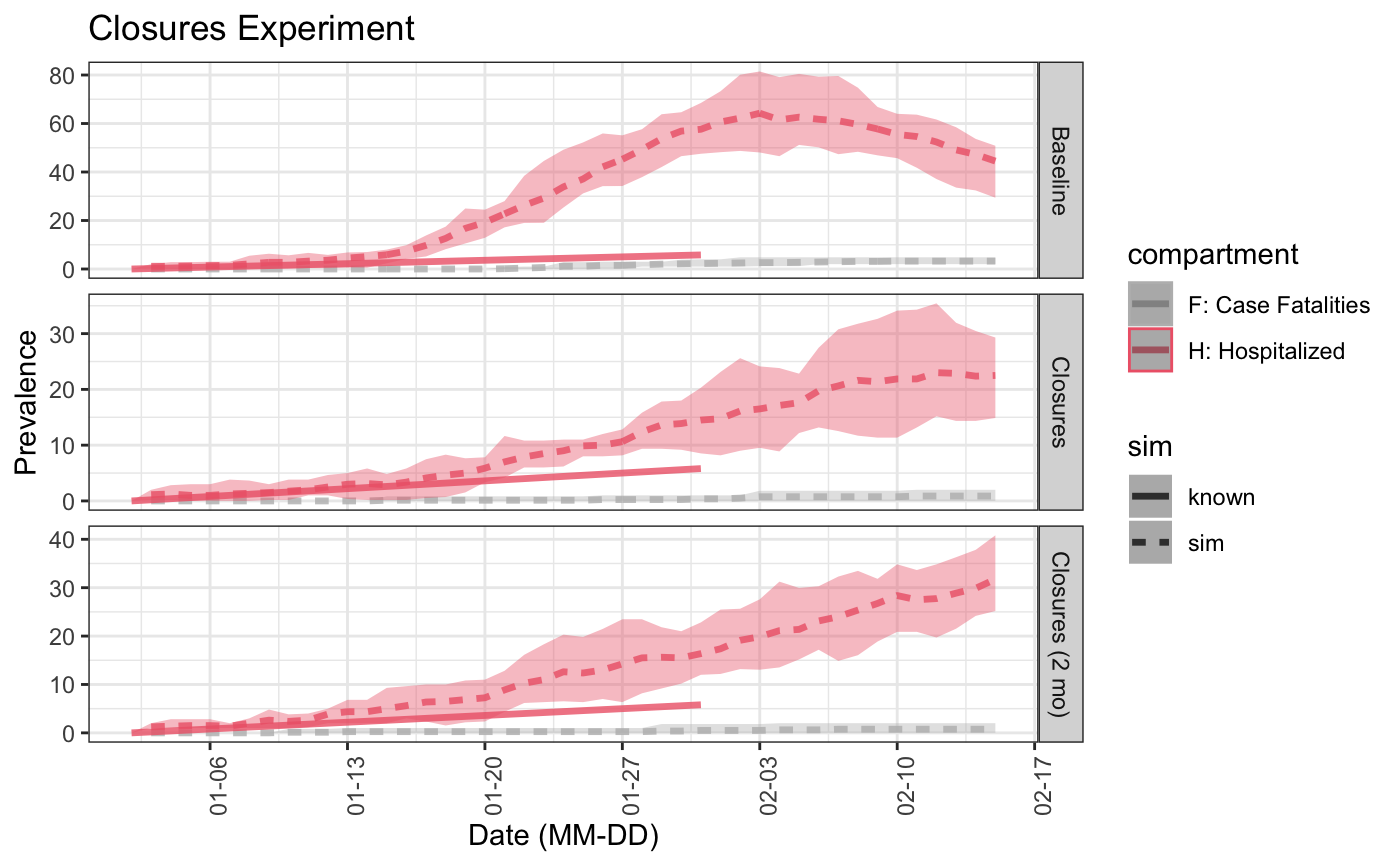 Closures Experiment
Prevalence
80
60
40
20
0
Baseline
30
20
10
0
Closures
40
30
20
10
0
Closures (2 mo)
01-06
01-13
01-20
01-27
02-03
02-10
02-17
Date (MM-DD)
compartment
F: Case Fatalities
H: Hospitalized
sim
known
sim